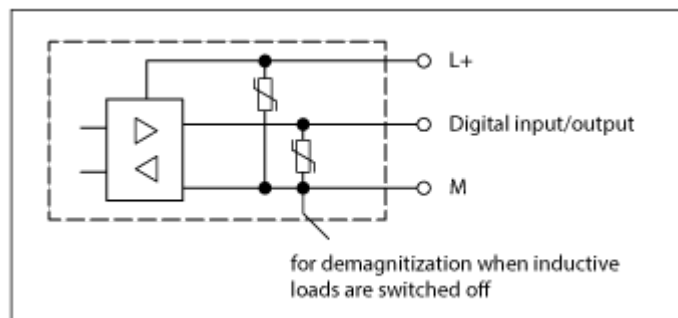 L+
Digital input/output
M
for demagnitization when inductive
loads are switched off